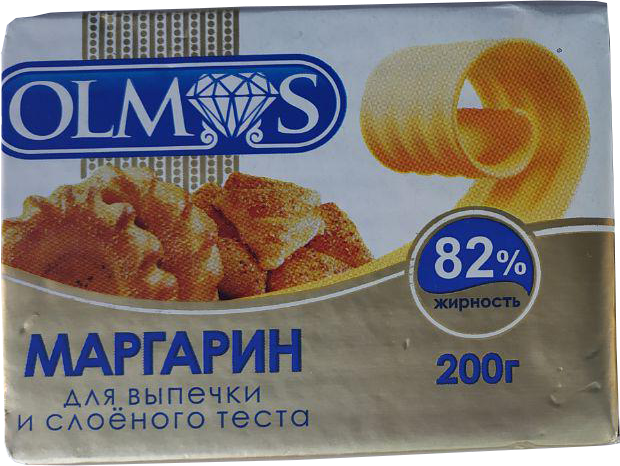 OLMOS
82%
жирность
МАРГАРИН
200г
для выпечки
и слоёного теста